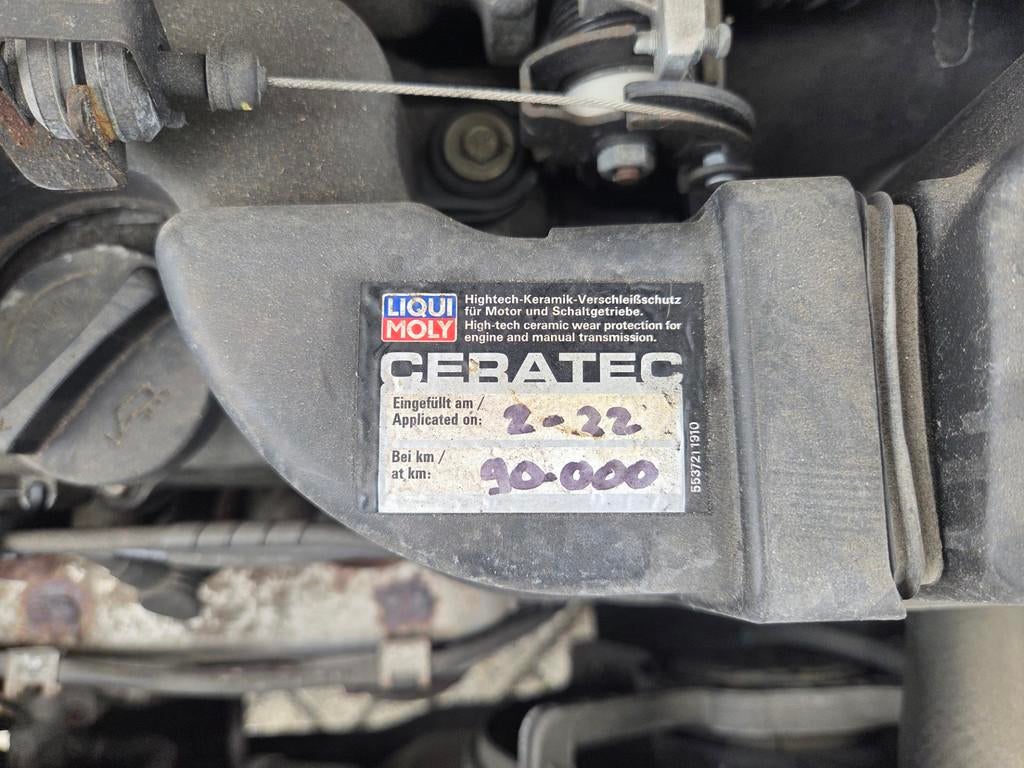 LIQUI
MOLY
Hightech-Keramik-Verschleißschutz
für Motor und Schaltgetriebe.
High-tech ceramic wear protection for
engine and manual transmission.
CERATEC
Eingefüllt am /
Applicated on: 2-22
Bei km /
at km: 90.000
5537211910